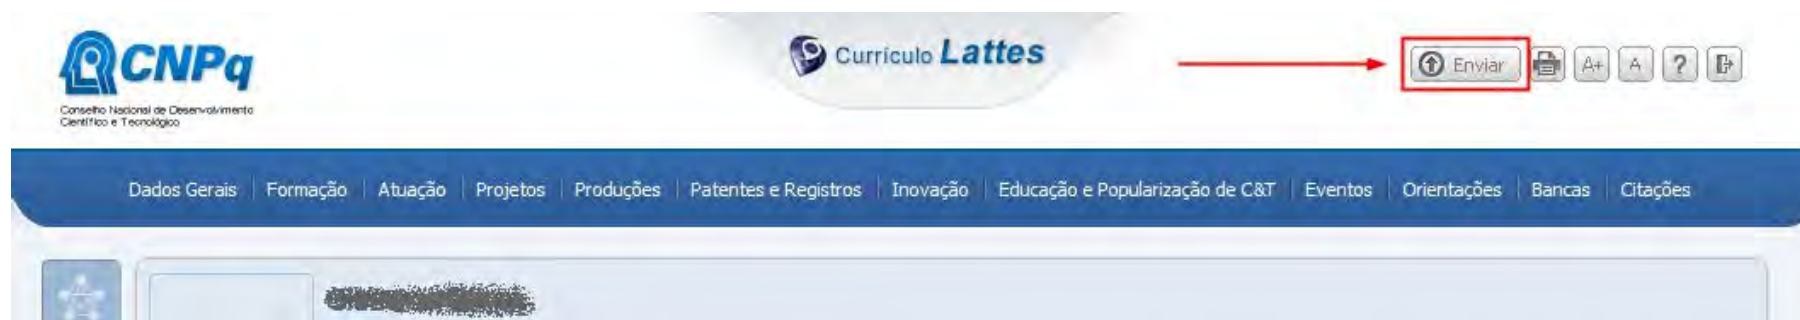 CNPq
Conselho Nacional de Desenvolvimento
Científico e Tecnológico
Currículo Lattes
Enviar
A+
A
?
Dados Gerais Formação Atuação Projetos Produções Patentes e Registros Inovação Educação e Popularização de C&T Eventos Orientações Bancas Citações